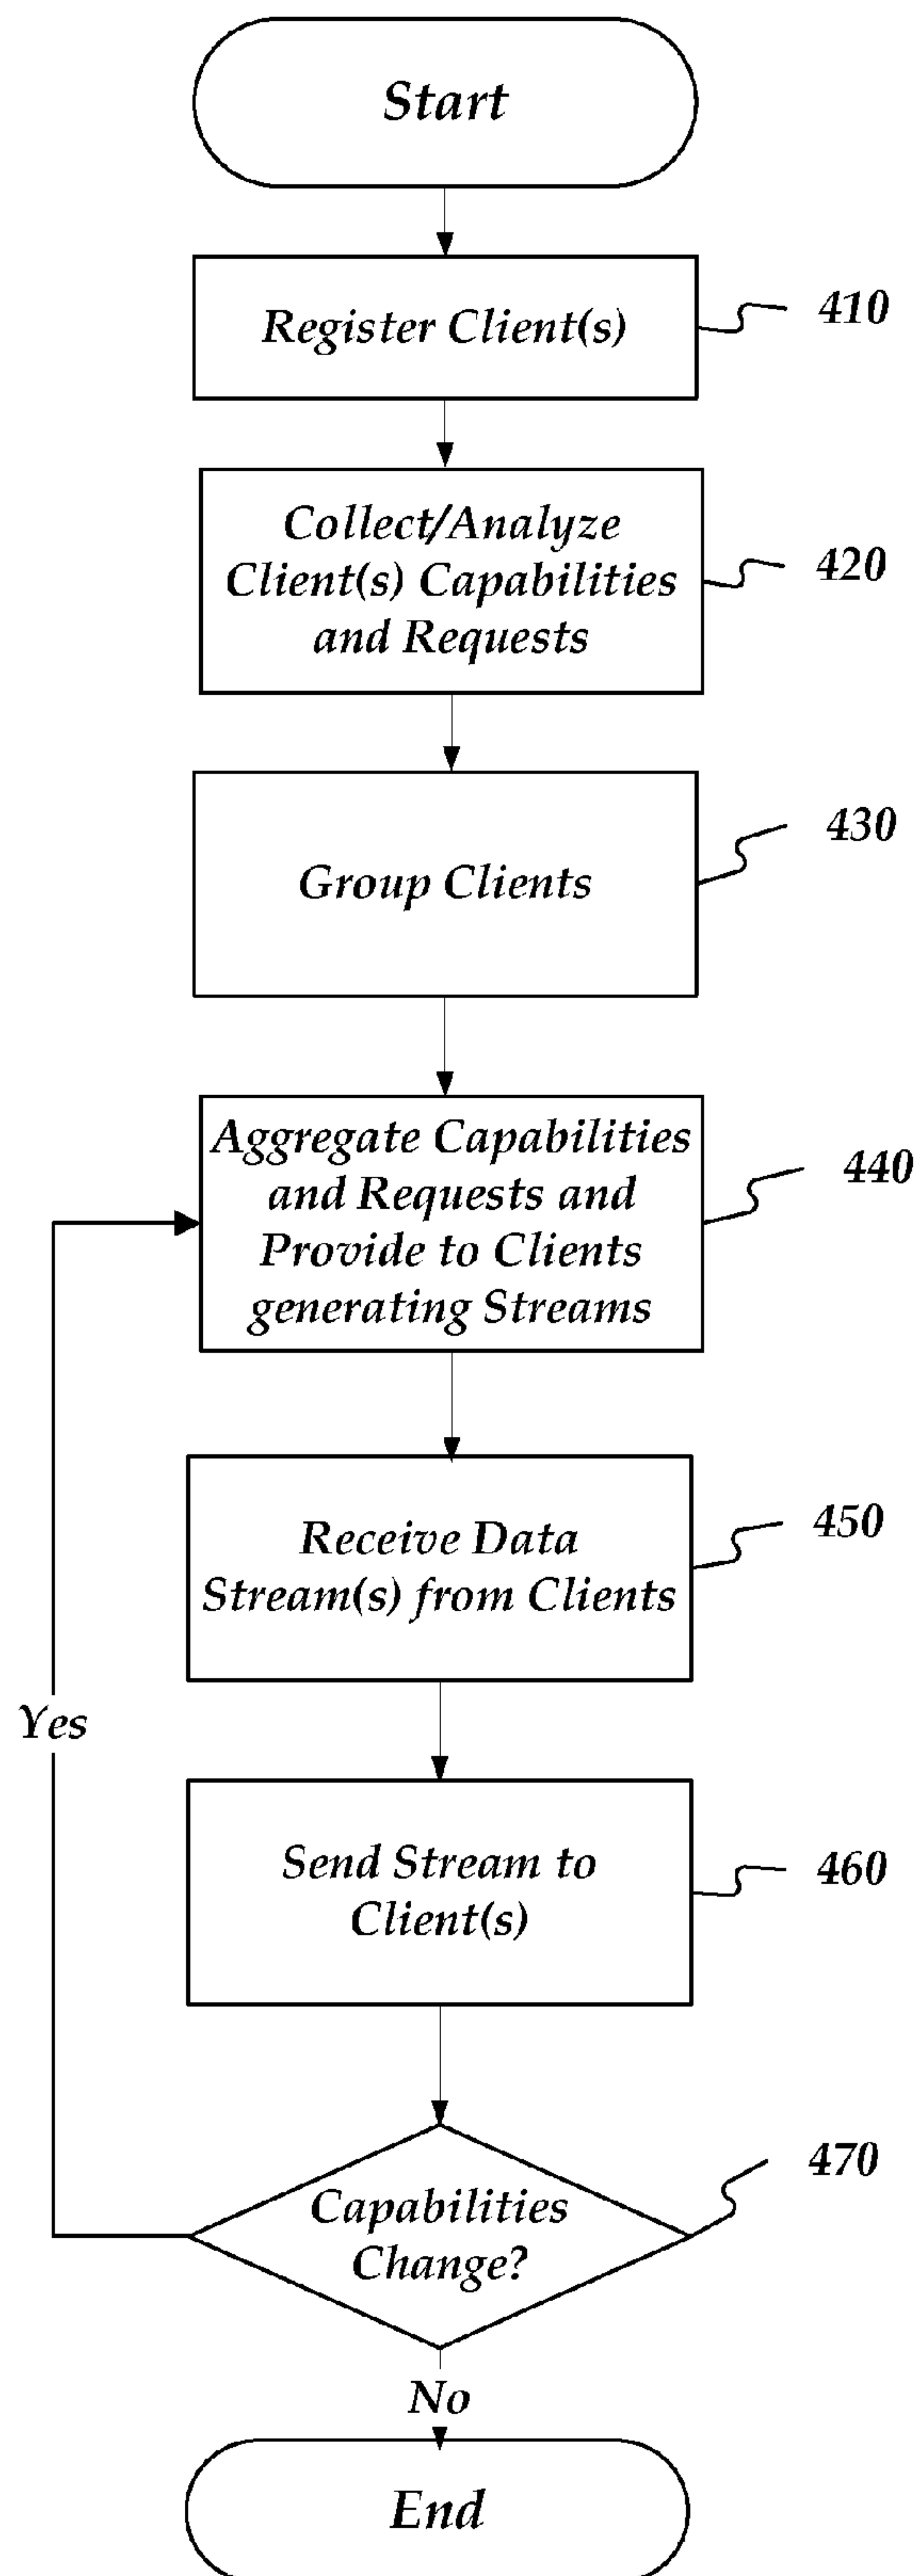 Start
Register Client(s)
410
Collect/Analyze
Client(s) Capabilities
and Requests
420
Group Clients
430
Aggregate Capabilities
and Requests and
Provide to Clients
generating Streams
440
Receive Data
Stream(s) from Clients
450
Yes
Send Stream to
Client(s)
460
Capabilities
Change?
470
No
End